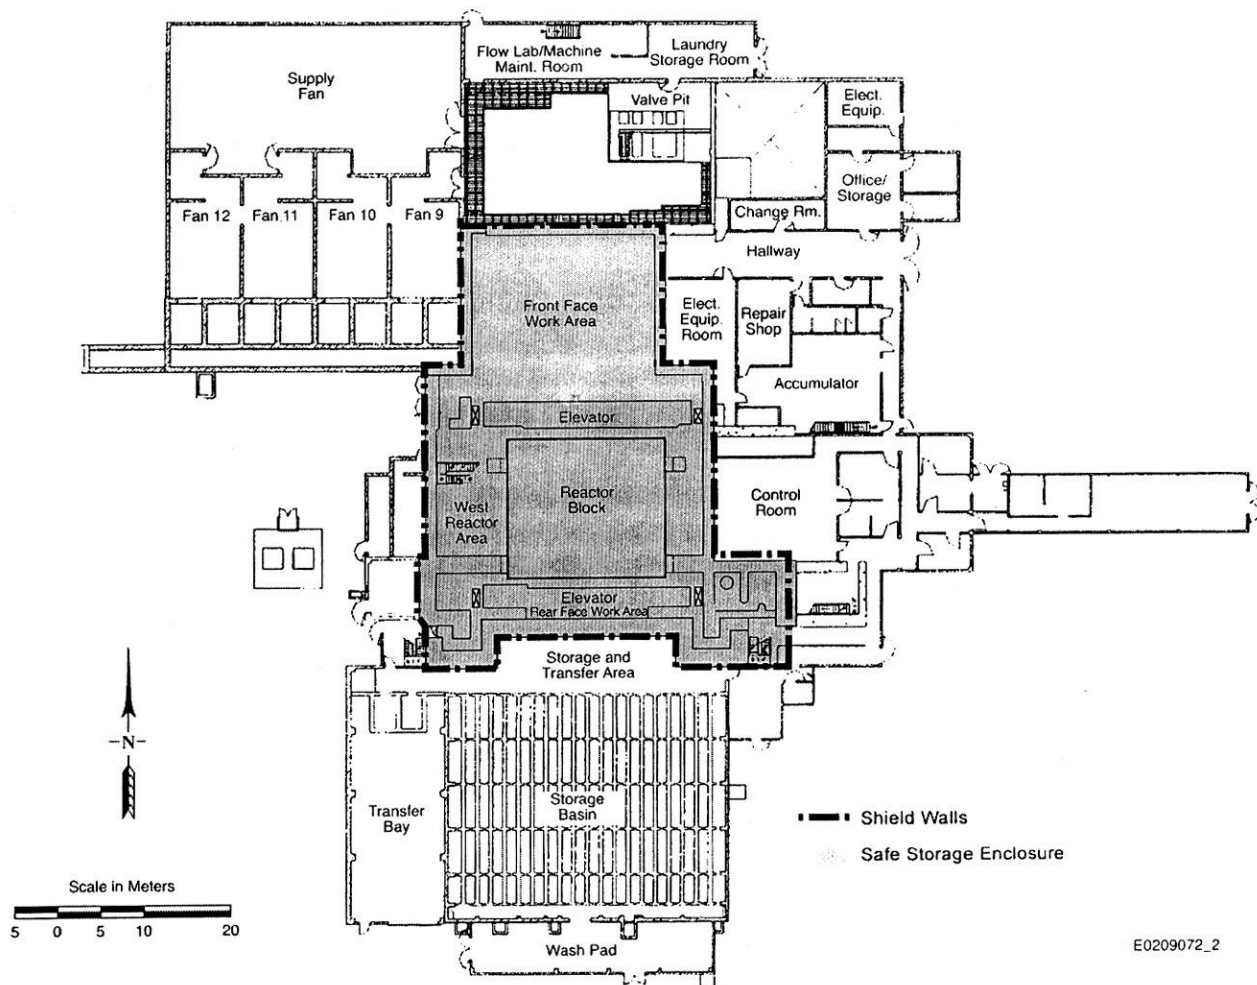 Flow Lab/Machine
Maint. Room
Laundry
Storage Room
Supply
Fan
Valve Pit
Elect.
Equip.
Office/
Storage
Fan 12
Fan 11
Fan 10
Fan 9
Change Rm.
Hallway
Front Face
Work Area
Elect.
Equip.
Room
Repair
Shop
Accumulator
Elevator
Reactor
Block
West
Reactor
Area
Control
Room
Elevator
Rear Face Work Area
Storage and
Transfer Area
N
Transfer
Bay
Storage
Basin
Shield Walls
Safe Storage Enclosure
Scale in Meters
5 0 5 10 20
Wash Pad
E0209072_2